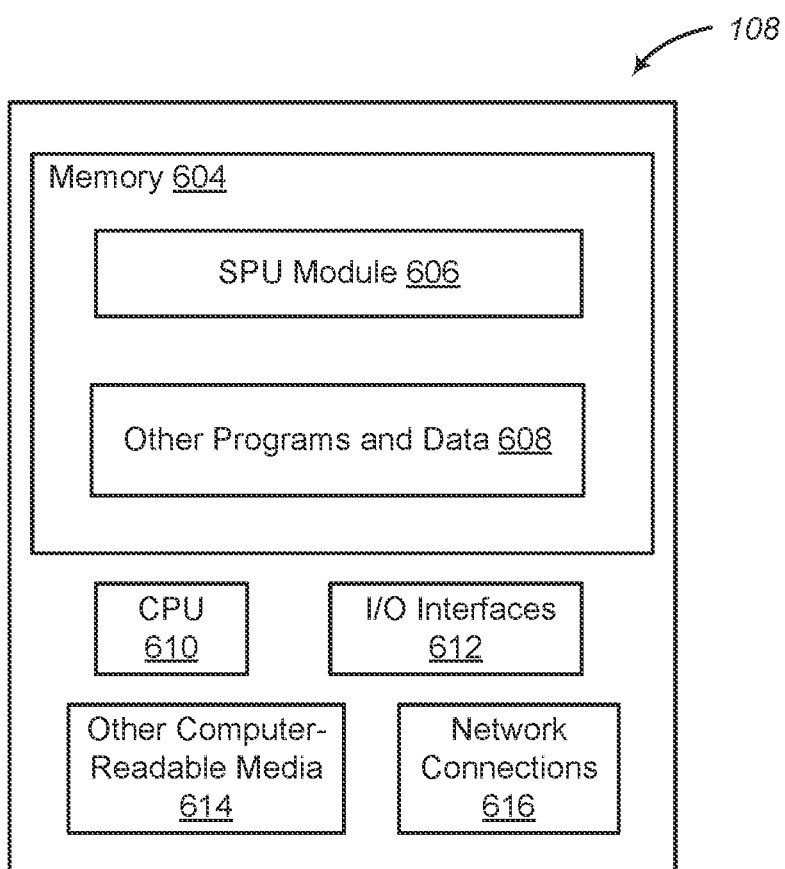 108
Memory 604
SPU Module 606
Other Programs and Data 608
CPU
610
I/O Interfaces
612
Other Computer-
Readable Media
614
Network
Connections
616